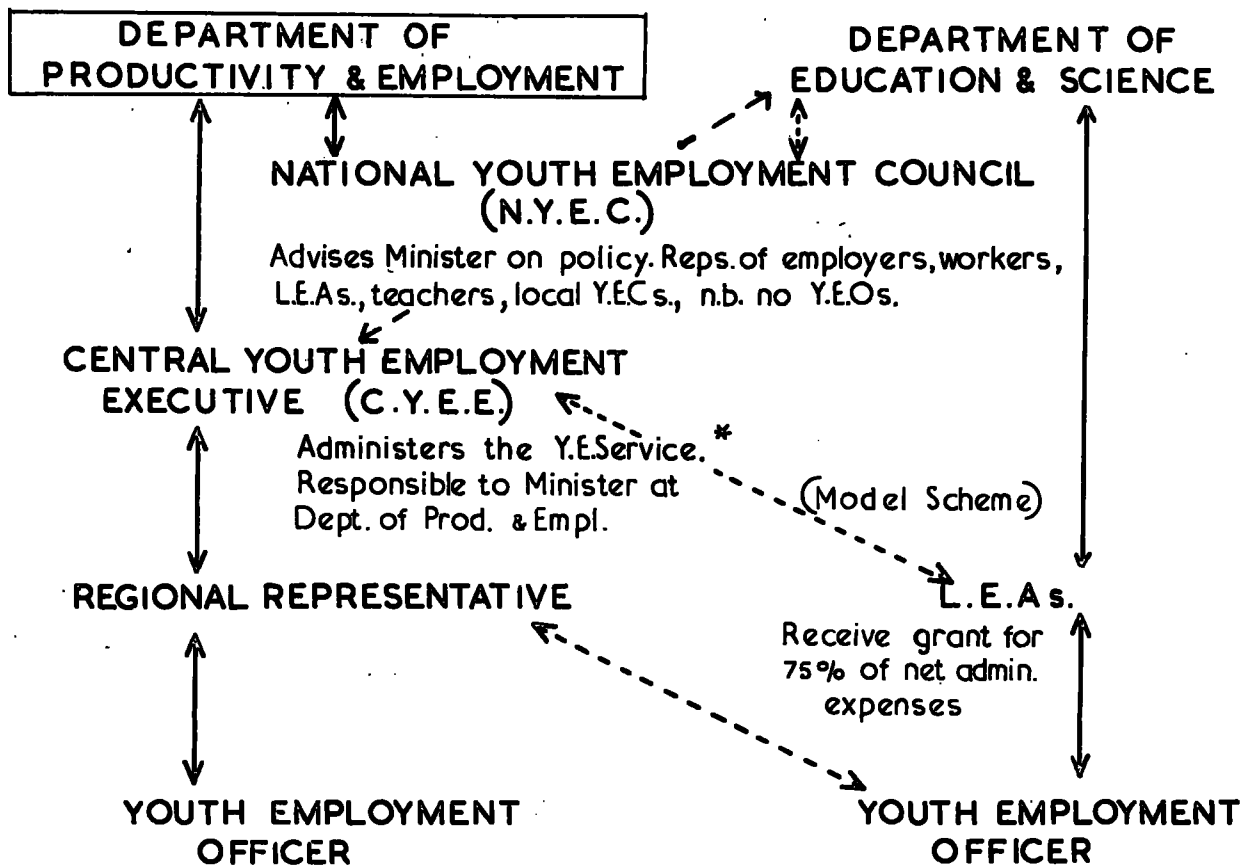 DEPARTMENT OF
PRODUCTIVITY & EMPLOYMENT
DEPARTMENT OF
EDUCATION & SCIENCE
NATIONAL YOUTH EMPLOYMENT COUNCIL
(N.Y.E.C.)
Advises Minister on policy. Reps. of employers, workers,
L.E.As., teachers, local Y.E.Cs., n.b. no Y.E.Os.
CENTRAL YOUTH EMPLOYMENT
EXECUTIVE (C.Y.E.E.)
Administers the Y.E.Service.*
Responsible to Minister at
Dept. of Prod. & Empl.
(Model Scheme)
REGIONAL REPRESENTATIVE
L.E.As.
Receive grant for
75% of net admin.
expenses
YOUTH EMPLOYMENT
OFFICER
YOUTH EMPLOYMENT
OFFICER